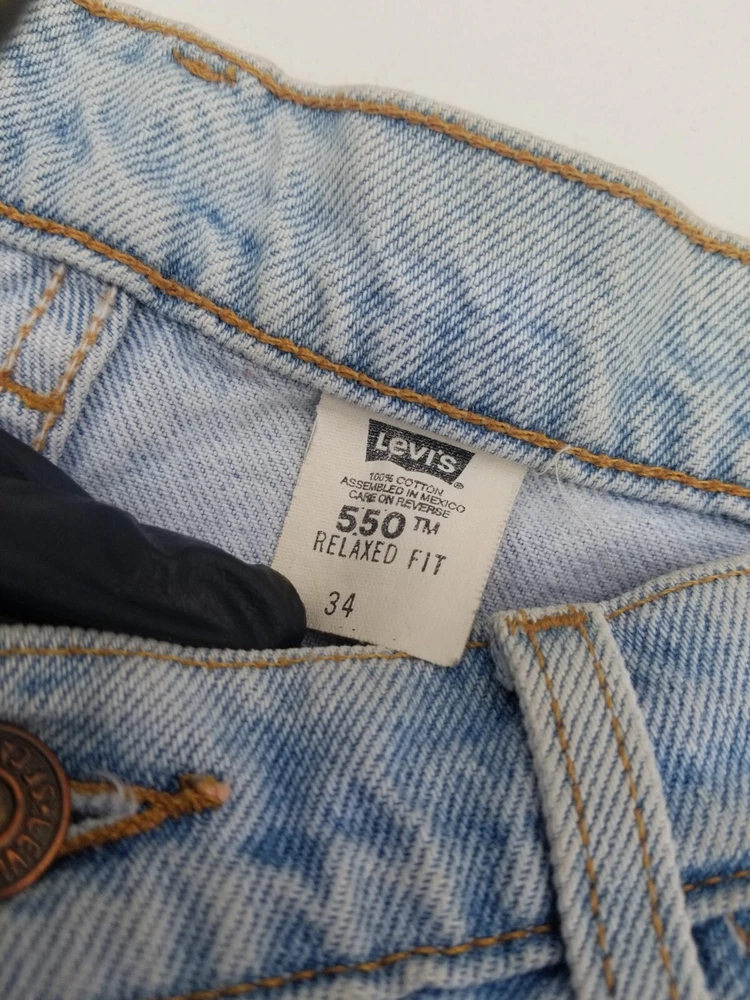 LEVI'S®
100% COTTON
ASSEMBLED IN MEXICO
CARE ON REVERSE
550™
RELAXED FIT
34